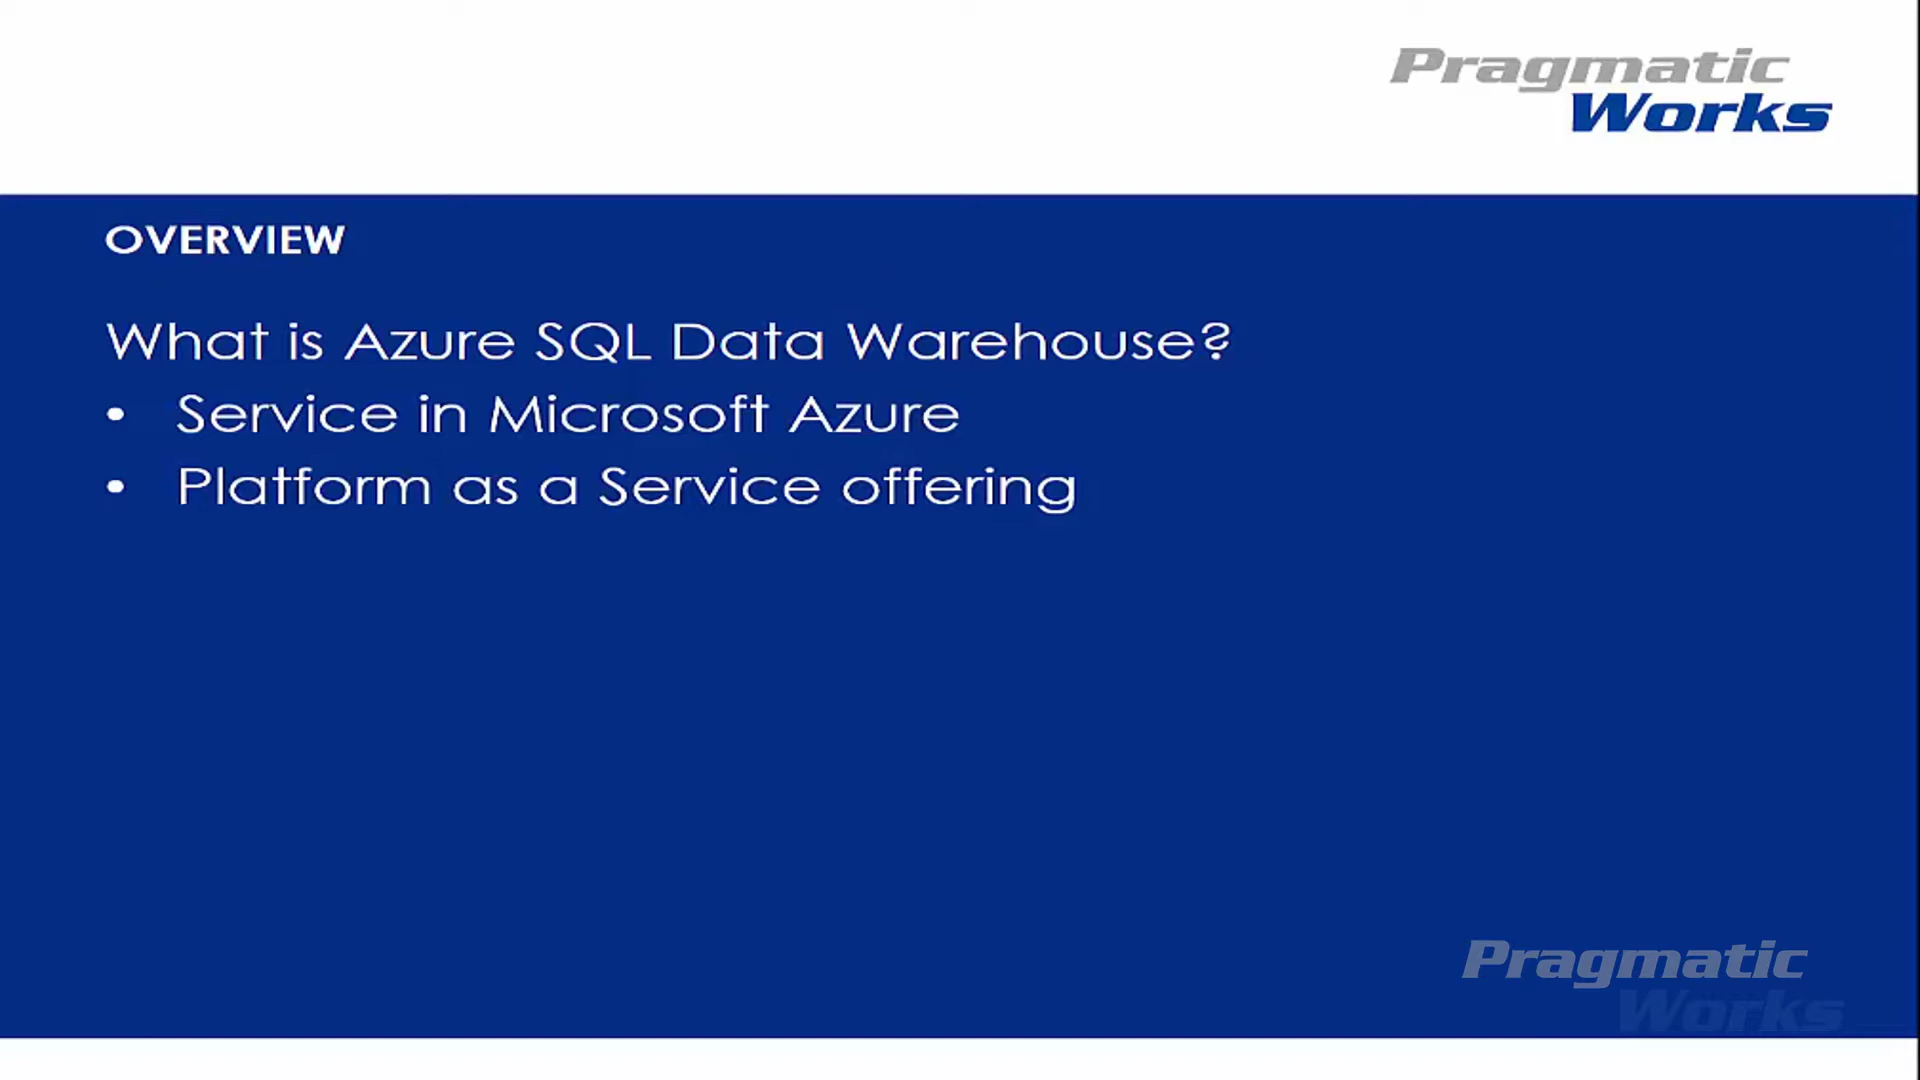 Pragmatic
Works
OVERVIEW
What is Azure SQL Data Warehouse?
• Service in Microsoft Azure
• Platform as a Service offering
Pragmatic
Works